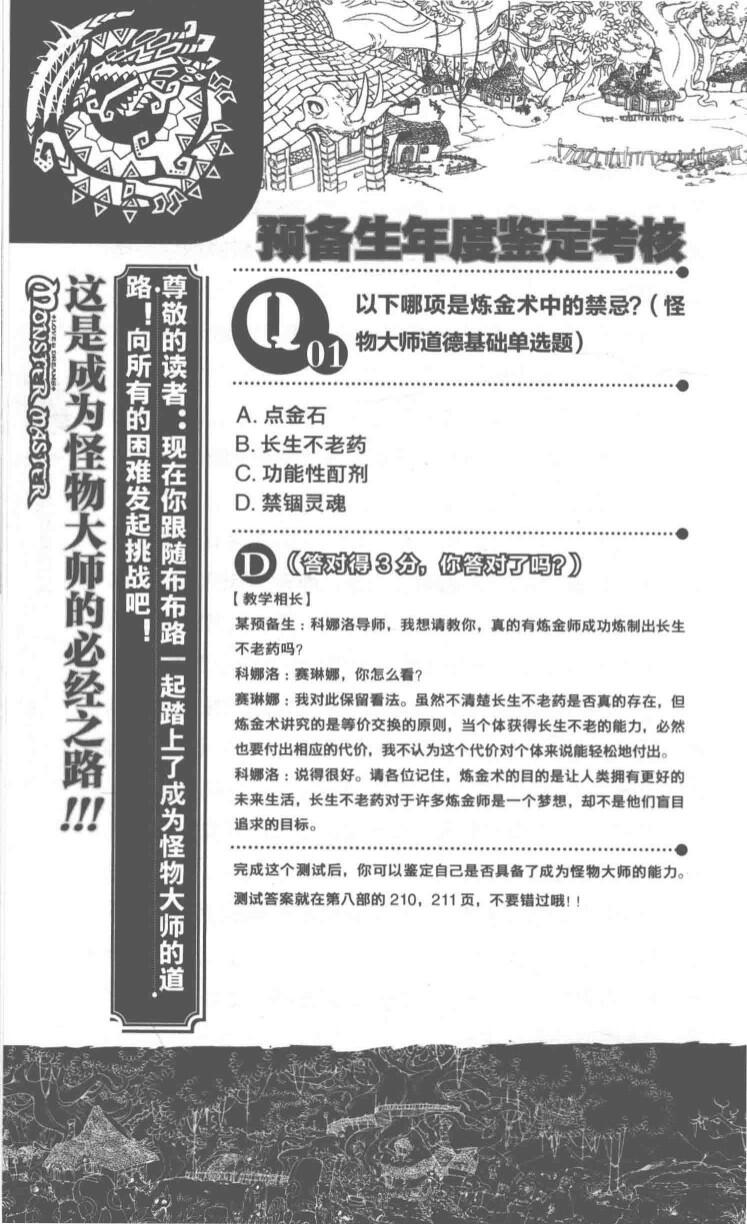 预备生年度鉴定考核
Q
01
以下哪项是炼金术中的禁忌？（怪
物大师道德基础单选题）
A. 点金石
B. 长生不老药
C. 功能性酊剂
D. 禁锢灵魂
D（答对得 3 分，你答对了吗？）
【教学相长】
某预备生：科娜洛导师，我想请教你，真的有炼金师成功炼制出长生
不老药吗？
科娜洛：赛琳娜，你怎么看？
赛琳娜：我对此保留看法。虽然不清楚长生不老药是否真的存在，但
炼金术讲究的是等价交换的原则，当个体获得长生不老的能力，必然
也要付出相应的代价，我不认为这个代价对个体来说能轻松地付出。
科娜洛：说得很好。请各位记住，炼金术的目的是让人类拥有更好的
未来生活，长生不老药对于许多炼金师是一个梦想，却不是他们盲目
追求的目标。
完成这个测试后，你可以鉴定自己是否具备了成为怪物大师的能力。
测试答案就在第八部的 210，211 页，不要错过哦！！
尊敬的读者：现在你跟随布布路一起踏上了成为怪物大师的道
路！向所有的困难发起挑战吧！
这是成为怪物大师的必经之路!!!
LOVE & DREAMS
MONSTER MASTER